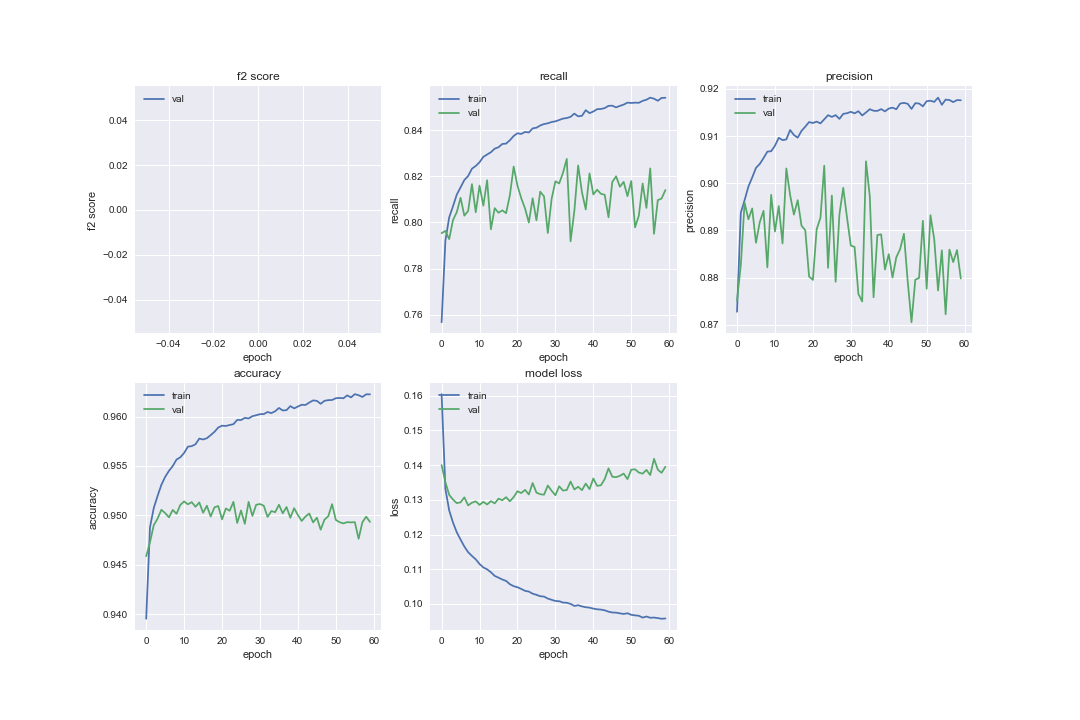 f2 score
val
f2 score
0.04
0.02
0.00
−0.02
−0.04
−0.04 −0.02 0.00 0.02 0.04
epoch
recall
train
val
recall
0.84
0.82
0.80
0.78
0.76
0 10 20 30 40 50 60
epoch
precision
train
val
precision
0.92
0.91
0.90
0.89
0.88
0.87
0 10 20 30 40 50 60
epoch
accuracy
train
val
accuracy
0.960
0.955
0.950
0.945
0.940
0 10 20 30 40 50 60
epoch
model loss
train
val
loss
0.16
0.15
0.14
0.13
0.12
0.11
0.10
0 10 20 30 40 50 60
epoch